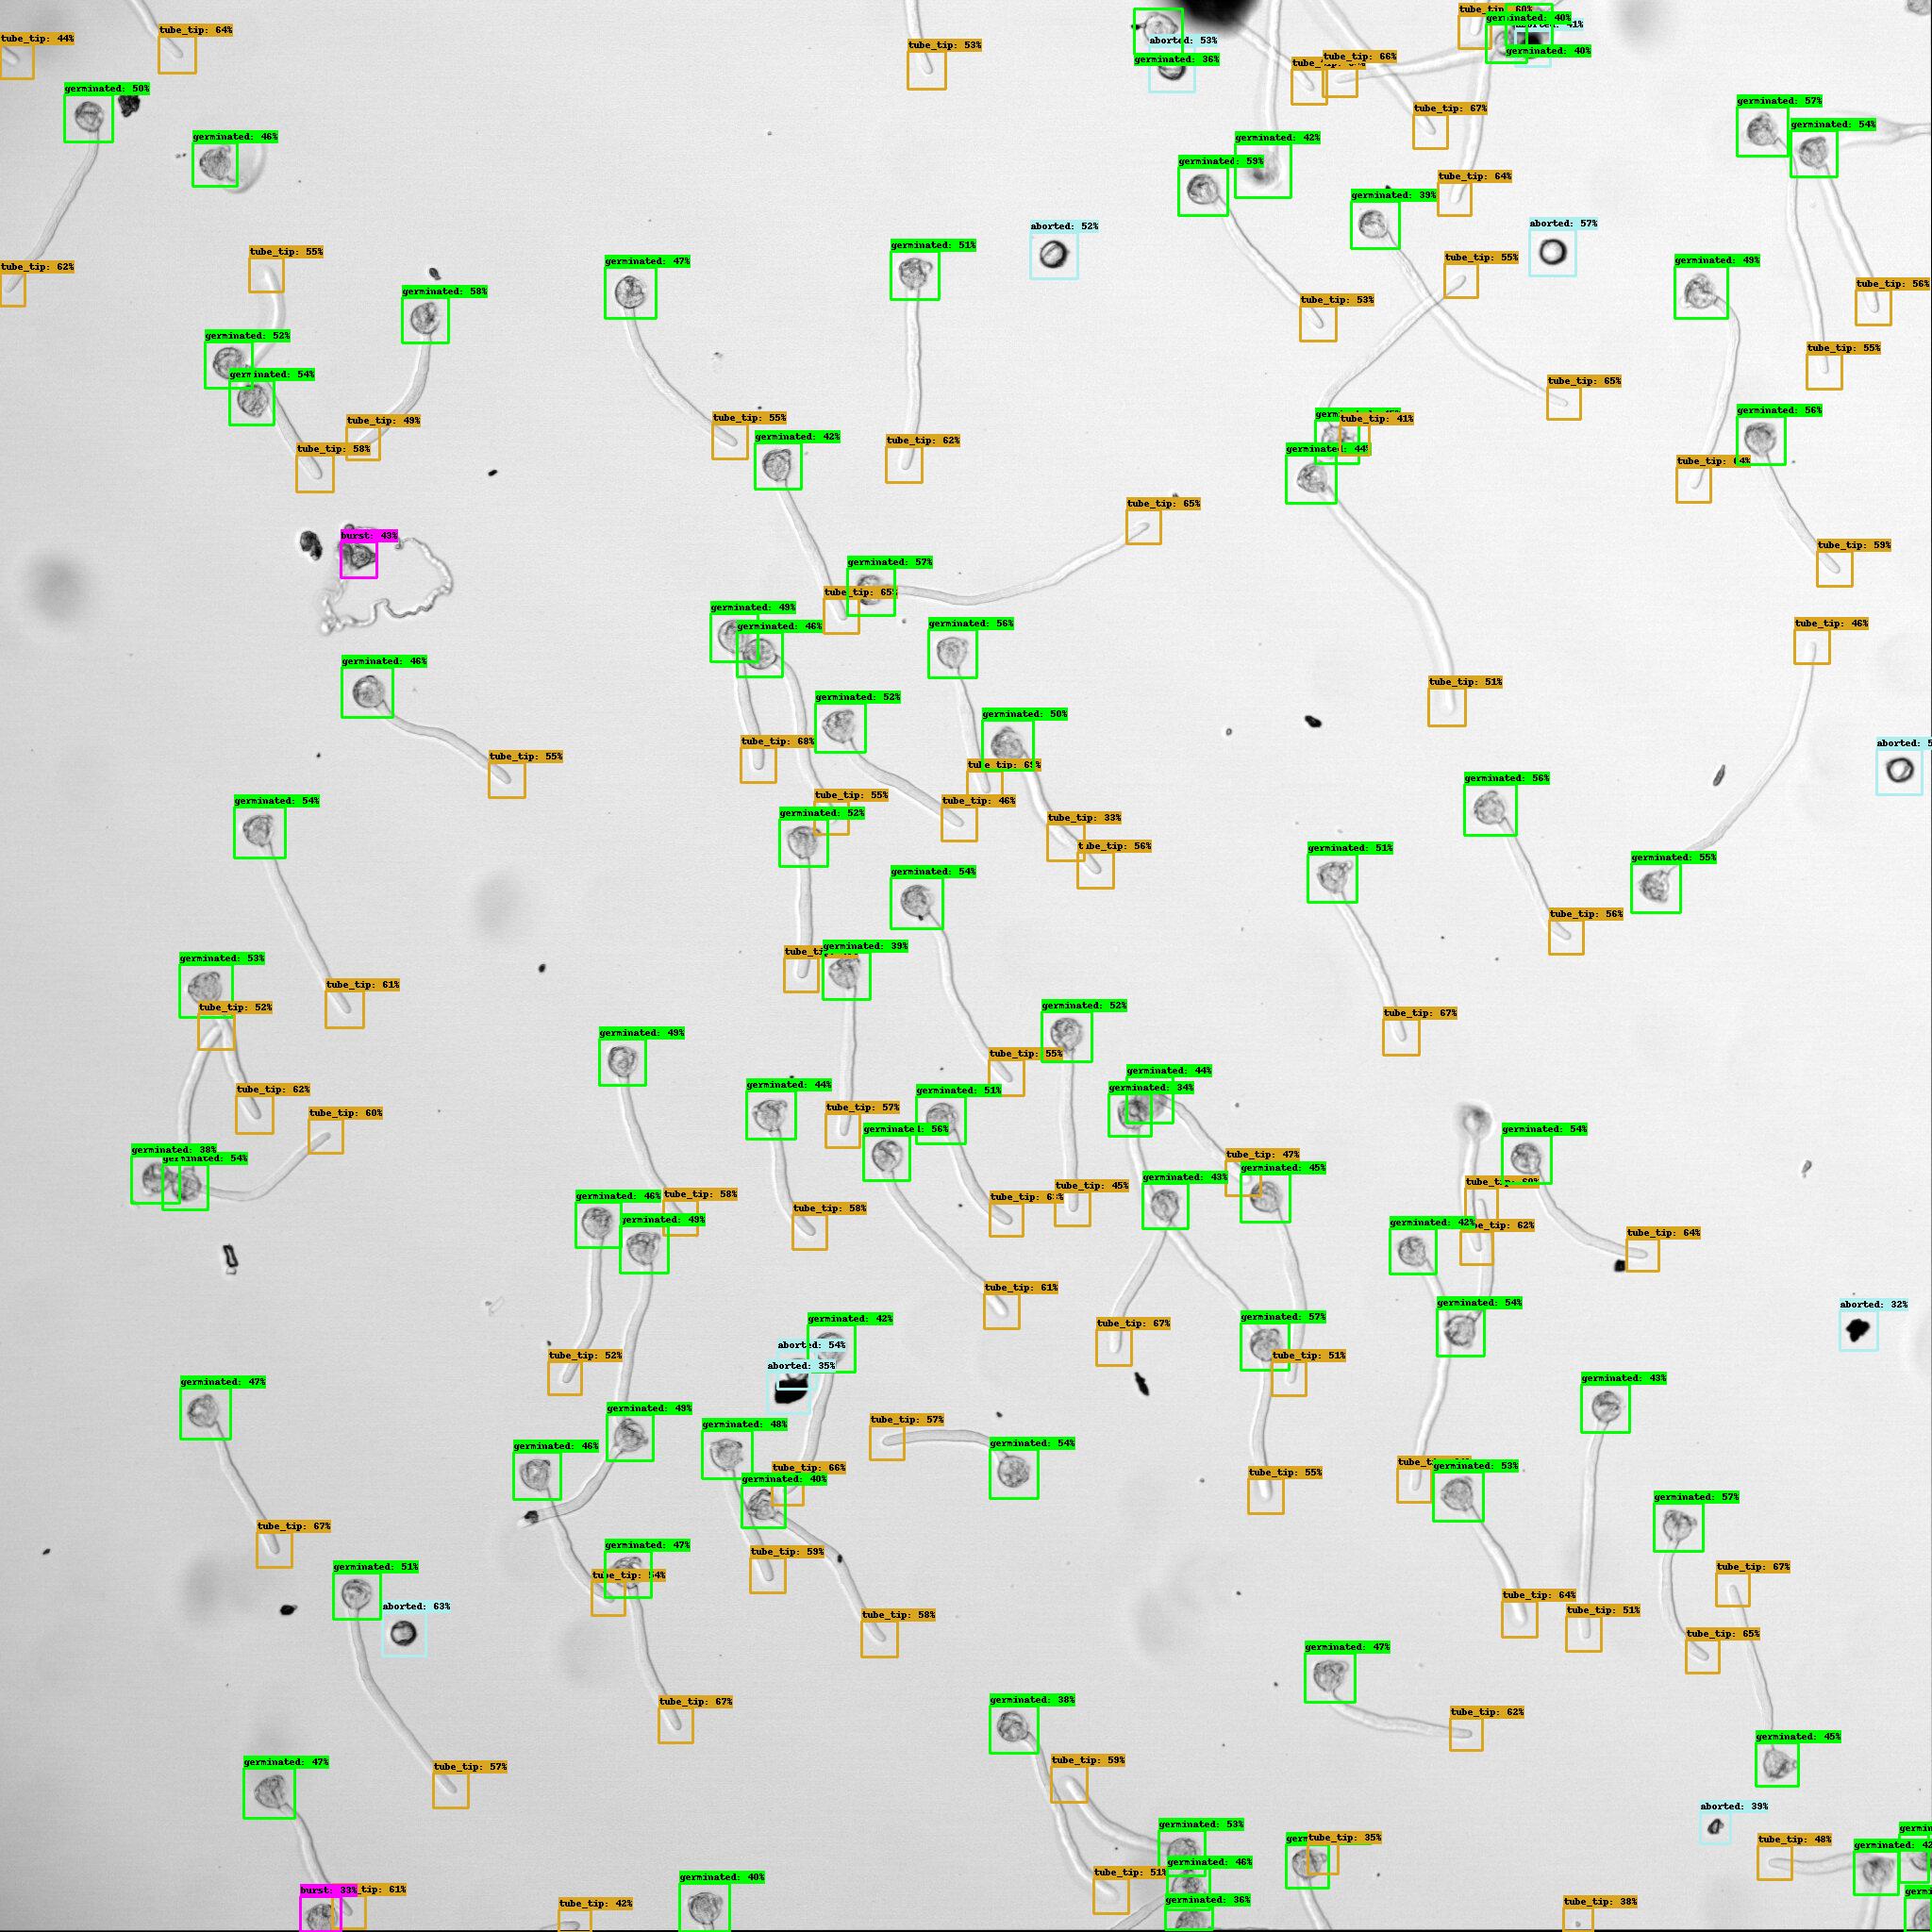 tube_tip: 44%
tube_tip: 64%
tube_tip: 53%
aborted: 53%
germinated: 36%
tube_tip: 66%
germinated: 40%
germinated: 40%
tube_tip: 67%
germinated: 50%
germinated: 46%
germinated: 42%
germinated: 59%
germinated: 57%
germinated: 54%
tube_tip: 64%
germinated: 39%
aborted: 52%
aborted: 57%
tube_tip: 62%
tube_tip: 55%
germinated: 51%
germinated: 47%
tube_tip: 55%
germinated: 49%
tube_tip: 56%
germinated: 58%
tube_tip: 53%
germinated: 52%
germinated: 54%
tube_tip: 55%
tube_tip: 65%
tube_tip: 49%
tube_tip: 58%
tube_tip: 55%
germinated: 42%
tube_tip: 62%
tube_tip: 41%
germinated: 44%
germinated: 56%
tube_tip: 64%
tube_tip: 65%
burst: 43%
tube_tip: 59%
germinated: 57%
tube_tip: 65%
germinated: 49%
germinated: 46%
germinated: 56%
tube_tip: 46%
germinated: 46%
tube_tip: 51%
germinated: 52%
germinated: 50%
tube_tip: 68%
tube_tip: 55%
aborted:
germinated: 56%
germinated: 54%
tube_tip: 55%
tube_tip: 46%
germinated: 52%
tube_tip: 33%
tube_tip: 56%
germinated: 51%
germinated: 55%
germinated: 54%
tube_tip: 56%
germinated: 39%
germinated: 53%
tube_tip: 61%
tube_tip: 52%
germinated: 52%
tube_tip: 67%
germinated: 49%
tube_tip: 55%
germinated: 44%
germinated: 34%
tube_tip: 62%
germinated: 44%
germinated: 51%
tube_tip: 60%
tube_tip: 57%
germinated: 56%
germinated: 54%
germinated: 38%
germinated: 54%
tube_tip: 47%
germinated: 45%
germinated: 43%
tube_tip: 45%
germinated: 46%
tube_tip: 58%
germinated: 49%
tube_tip: 58%
germinated: 42%
tube_tip: 64%
tube_tip: 61%
germinated: 54%
aborted: 32%
germinated: 42%
germinated: 57%
tube_tip: 67%
aborted: 54%
aborted: 35%
tube_tip: 52%
tube_tip: 51%
germinated: 47%
germinated: 43%
germinated: 49%
tube_tip: 57%
germinated: 48%
germinated: 46%
germinated: 54%
tube_tip: 66%
germinated: 40%
tube_tip: 55%
germinated: 53%
germinated: 57%
tube_tip: 67%
germinated: 47%
tube_tip: 59%
germinated: 51%
tube_tip: 54%
tube_tip: 67%
aborted: 63%
tube_tip: 58%
tube_tip: 64%
tube_tip: 51%
tube_tip: 65%
germinated: 47%
tube_tip: 67%
germinated: 38%
tube_tip: 62%
germinated: 45%
germinated: 47%
tube_tip: 57%
tube_tip: 59%
aborted: 39%
germinated: 53%
tube_tip: 35%
tube_tip: 48%
germinated: 46%
tube_tip: 51%
germinated: 40%
burst: 33%
tube_tip: 42%
germinated: 36%
tube_tip: 38%